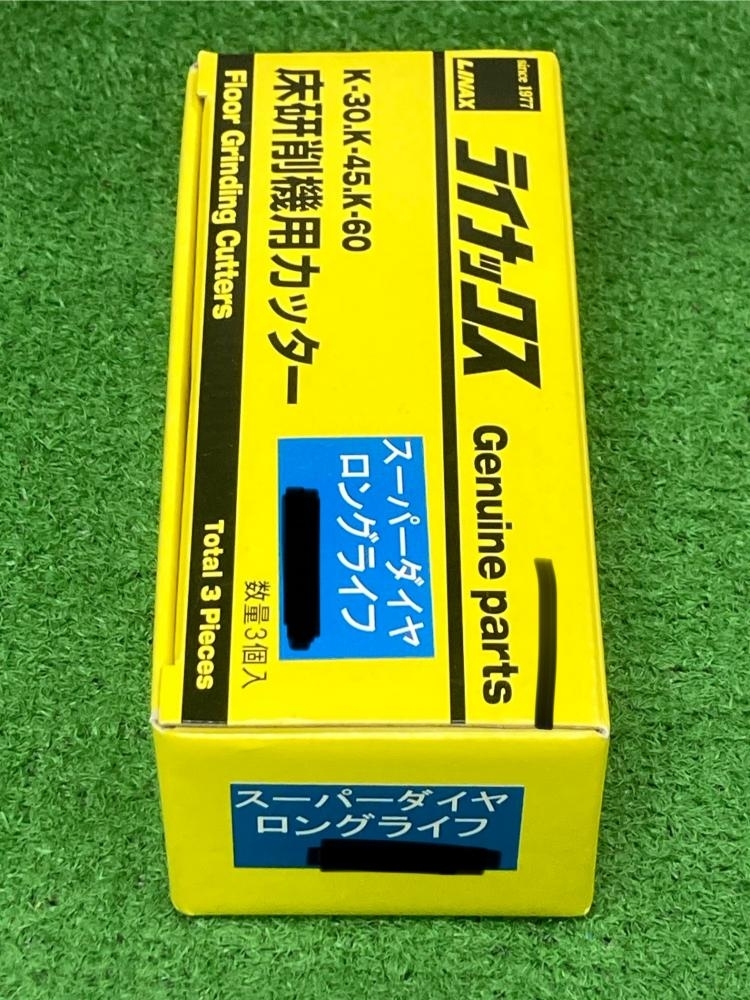 since 1977
LINAX
ライナックス
Genuine parts
K-30.K-45.K-60
床研削機用カッター
スーパーダイヤ
ロングライフ
数量3個入
Floor Grinding Cutters
Total 3 Pieces
スーパーダイヤ
ロングライフ